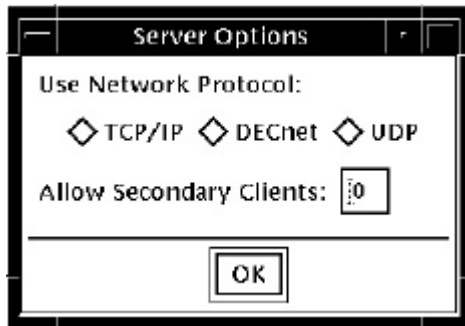 Server Options
Use Network Protocol:
TCP/IP DECnet UDP
Allow Secondary Clients: 0
OK